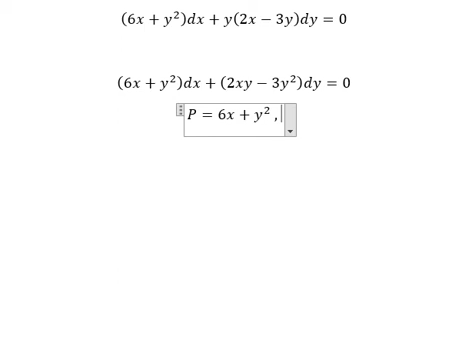 (6x + y²)dx + y(2x − 3y)dy = 0
(6x + y²)dx + (2xy − 3y²)dy = 0
P = 6x + y² ,